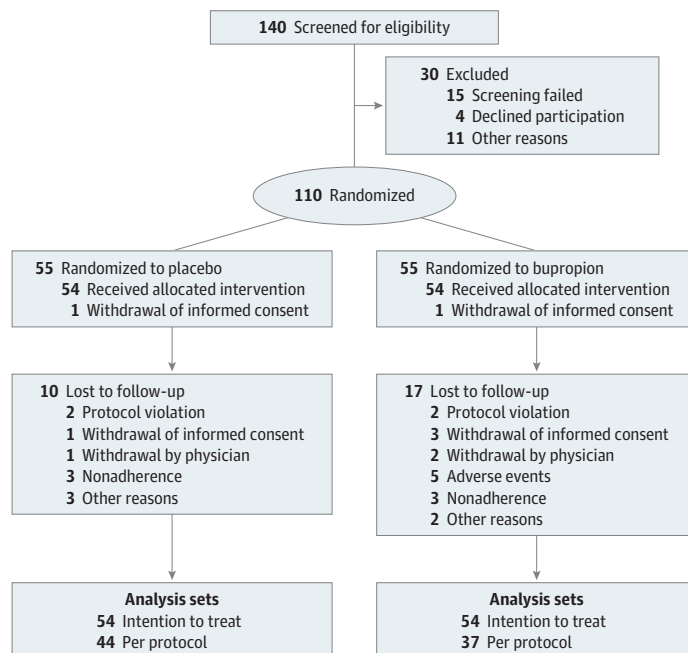 140 Screened for eligibility
30 Excluded
15 Screening failed
4 Declined participation
11 Other reasons
110 Randomized
55 Randomized to placebo
54 Received allocated intervention
1 Withdrawal of informed consent
55 Randomized to bupropion
54 Received allocated intervention
1 Withdrawal of informed consent
10 Lost to follow-up
2 Protocol violation
1 Withdrawal of informed consent
1 Withdrawal by physician
3 Nonadherence
3 Other reasons
17 Lost to follow-up
2 Protocol violation
3 Withdrawal of informed consent
2 Withdrawal by physician
5 Adverse events
3 Nonadherence
2 Other reasons
Analysis sets
54 Intention to treat
44 Per protocol
Analysis sets
54 Intention to treat
37 Per protocol